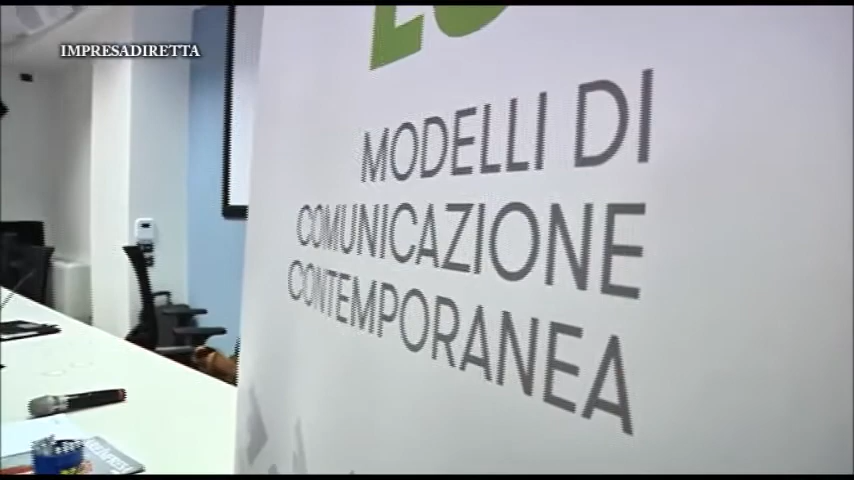 IMPRESADIRETTA
MODELLI DI
COMUNICAZIONE
CONTEMPORANEA